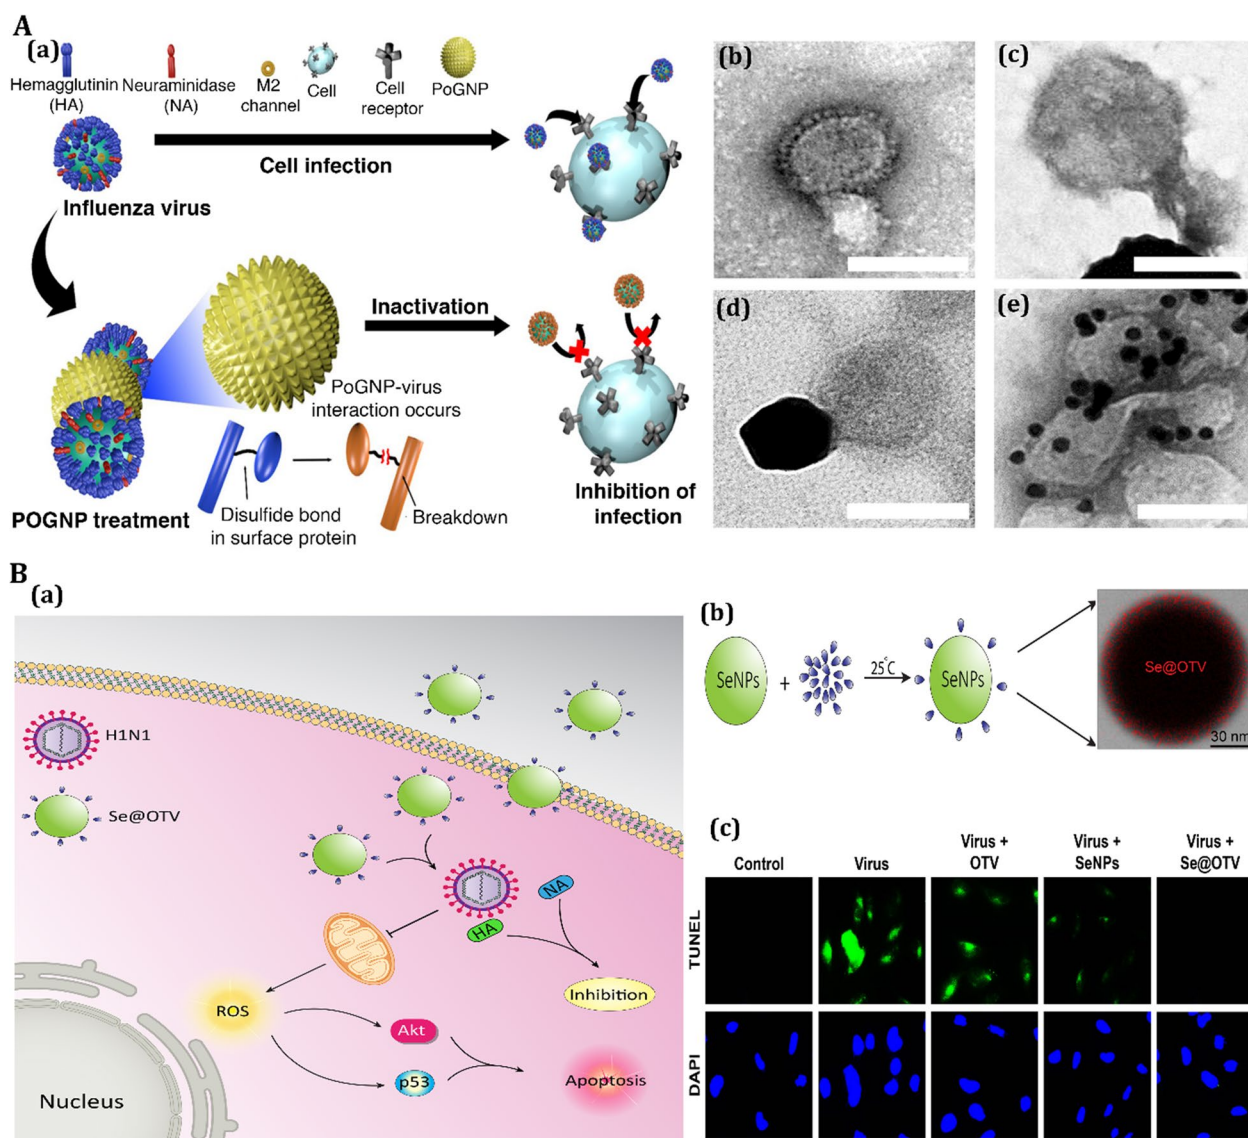 A
(a)
Hemagglutinin
(HA)
Neuraminidase
(NA)
M2
channel
Cell
Cell
receptor
PoGNP
Cell infection
Influenza virus
Inactivation
PoGNP-virus
interaction occurs
POGNP treatment
Disulfide bond
in surface protein
Breakdown
Inhibition of
infection
(b)
(c)
(d)
(e)
B
(a)
H1N1
Se@OTV
NA
HA
Inhibition
ROS
Akt
p53
Apoptosis
Nucleus
(b)
SeNPs
+
25°C
SeNPs
Se@OTV
30 nm
(c)
Control
Virus
Virus +
OTV
Virus +
SeNPs
Virus +
Se@OTV
TUNEL
DAPI